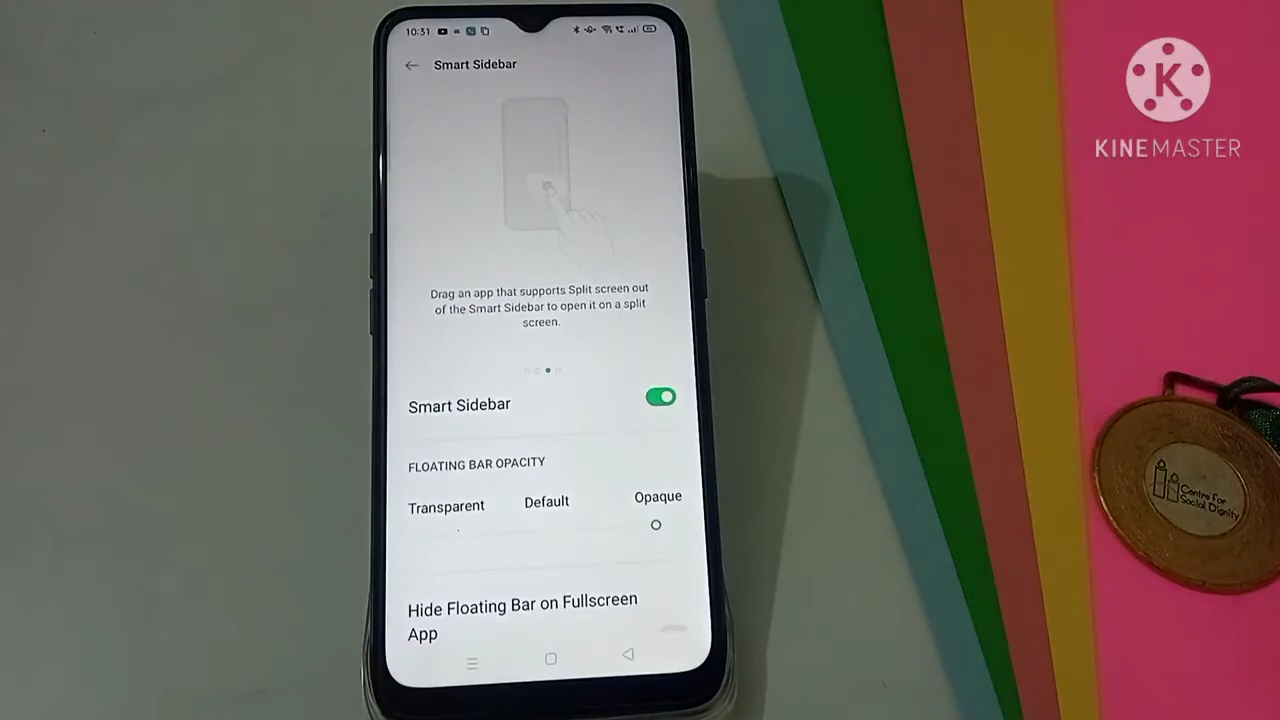 10:31
Smart Sidebar
Drag an app that supports Split screen out
of the Smart Sidebar to open it on a split
screen.
Smart Sidebar
FLOATING BAR OPACITY
Transparent Default Opaque
Hide Floating Bar on Fullscreen
App
K
KINEMASTER
Centre for
Social Dignity